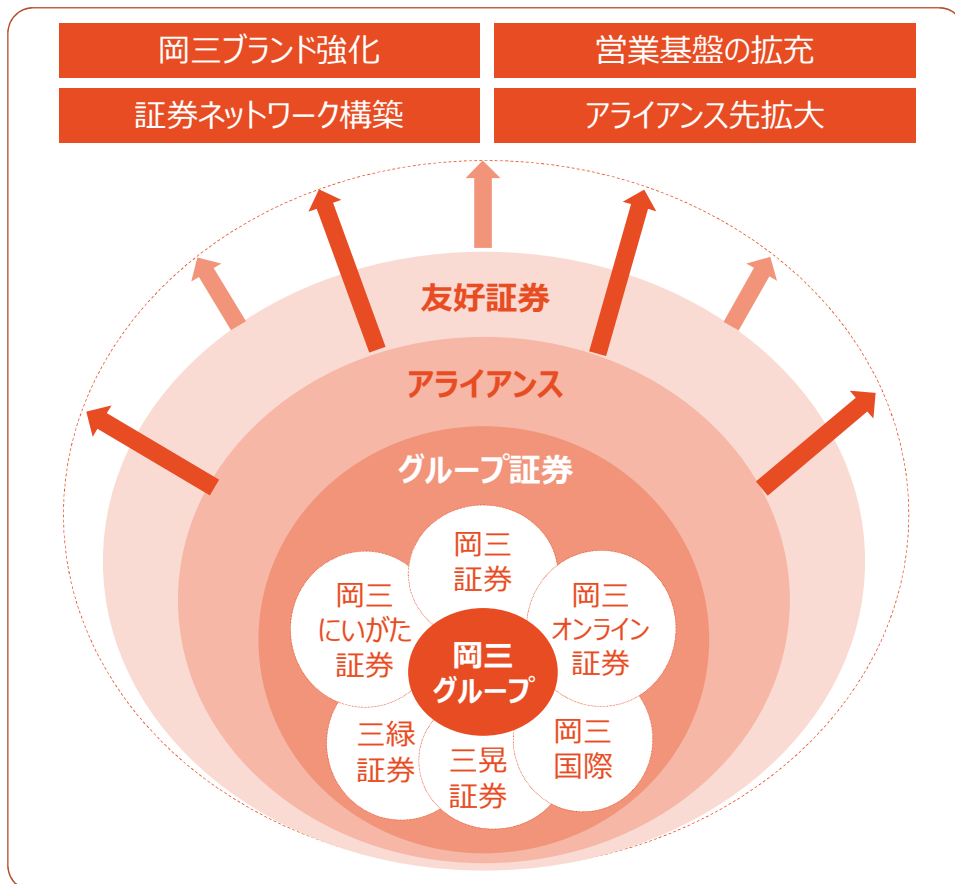 岡三ブランド強化
営業基盤の拡充
証券ネットワーク構築
アライアンス先拡大
友好証券
アライアンス
グループ証券
岡三
証券
岡三
にいがた
証券
岡三
オンライン
証券
岡三
グループ
三緑
証券
三晃
証券
岡三
国際